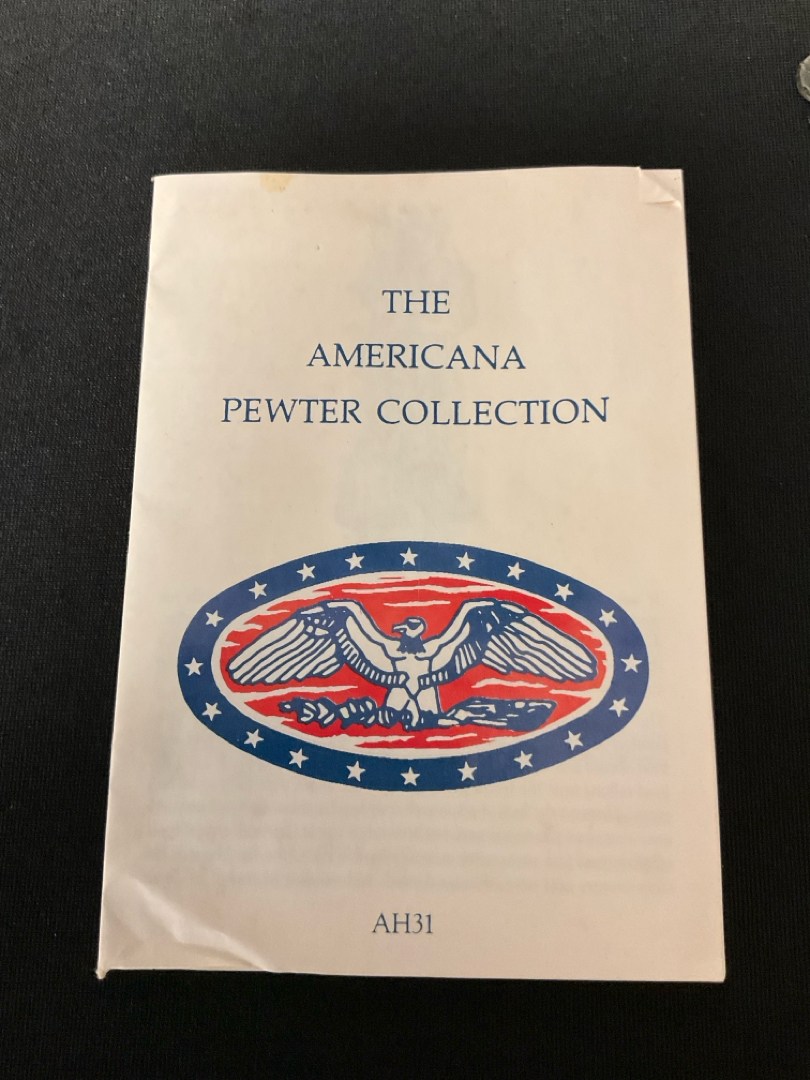 THE
AMERICANA
PEWTER COLLECTION
AH31